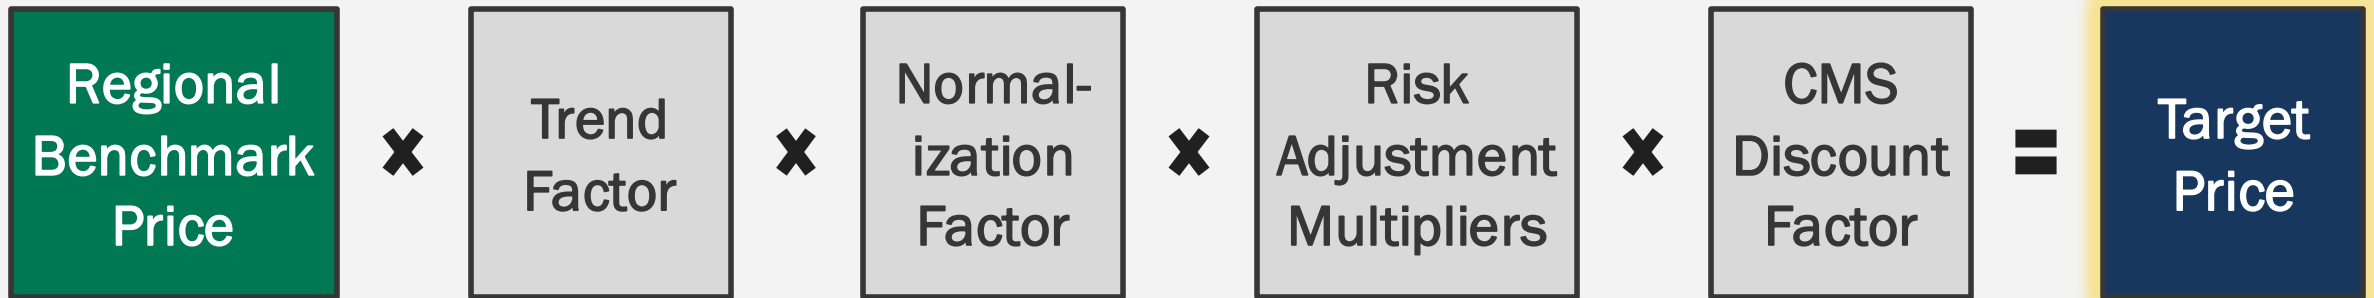 Regional
Benchmark
Price
×
Trend
Factor
×
Normal-
ization
Factor
×
Risk
Adjustment
Multipliers
×
CMS
Discount
Factor
=
Target
Price